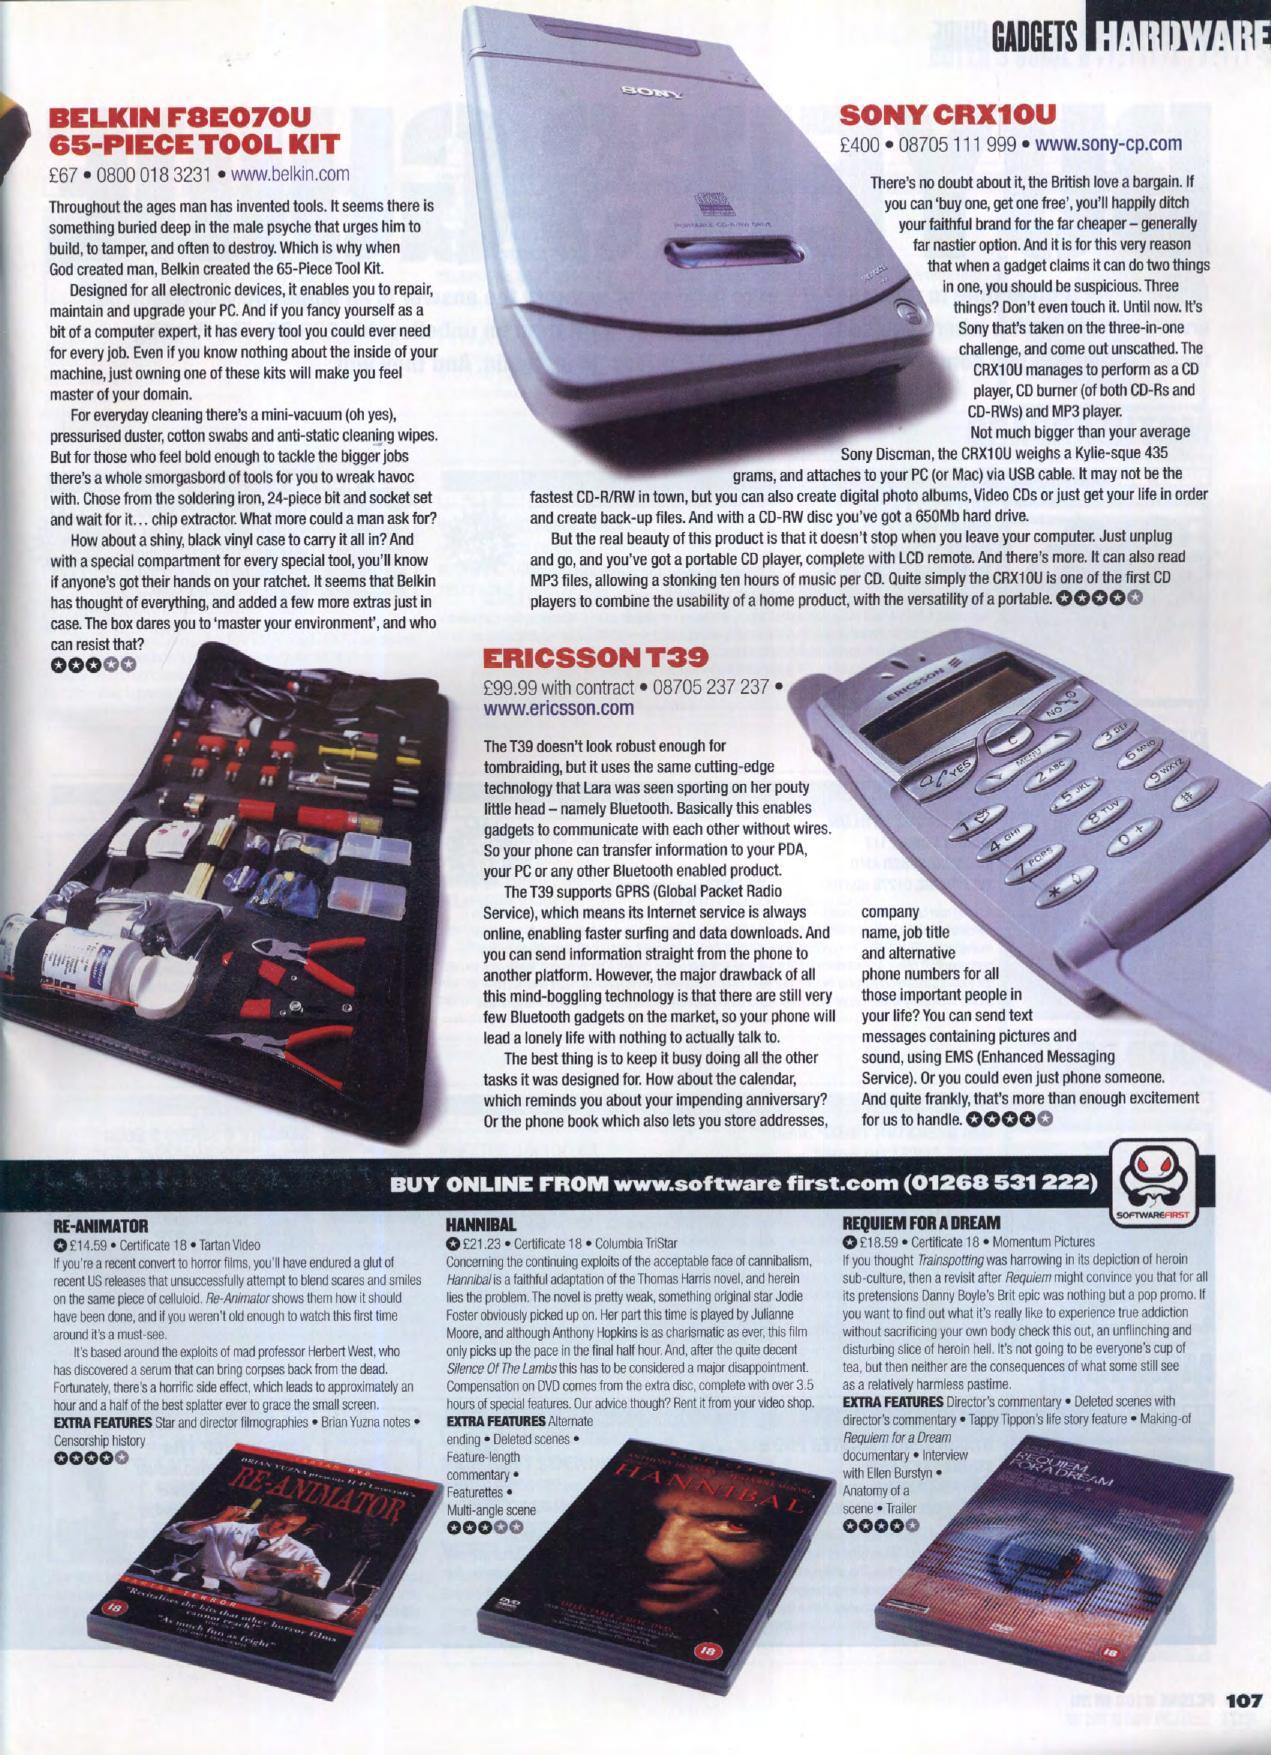 GADGETS HARDWARE
BELKIN F8E070U
65-PIECE TOOL KIT
£67 • 0800 018 3231 • www.belkin.com
Throughout the ages man has invented tools. It seems there is
something buried deep in the male psyche that urges him to
build, to tamper, and often to destroy. Which is why when
God created man, Belkin created the 65-Piece Tool Kit.
Designed for all electronic devices, it enables you to repair,
maintain and upgrade your PC. And if you fancy yourself as a
bit of a computer expert, it has every tool you could ever need
for every job. Even if you know nothing about the inside of your
machine, just owning one of these kits will make you feel
master of your domain.
For everyday cleaning there's a mini-vacuum (oh yes),
pressurised duster, cotton swabs and anti-static cleaning wipes.
But for those who feel bold enough to tackle the bigger jobs
there's a whole smorgasbord of tools for you to wreak havoc
with. Chose from the soldering iron, 24-piece bit and socket set
and wait for it... chip extractor. What more could a man ask for?
How about a shiny, black vinyl case to carry it all in? And
with a special compartment for every special tool, you'll know
if anyone's got their hands on your ratchet. It seems that Belkin
has thought of everything, and added a few more extras just in
case. The box dares you to 'master your environment', and who
can resist that?
SONY
PORTABLE CD-R/RW DRIVE
SONY CRX10U
£400 • 08705 111 999 • www.sony-cp.com
There's no doubt about it, the British love a bargain. If
you can 'buy one, get one free', you'll happily ditch
your faithful brand for the far cheaper – generally
far nastier option. And it is for this very reason
that when a gadget claims it can do two things
in one, you should be suspicious. Three
things? Don't even touch it. Until now. It's
Sony that's taken on the three-in-one
challenge, and come out unscathed. The
CRX10U manages to perform as a CD
player, CD burner (of both CD-Rs and
CD-RWs) and MP3 player.
Not much bigger than your average
Sony Discman, the CRX10U weighs a Kylie-sque 435
grams, and attaches to your PC (or Mac) via USB cable. It may not be the
fastest CD-R/RW in town, but you can also create digital photo albums, Video CDs or just get your life in order
and create back-up files. And with a CD-RW disc you've got a 650Mb hard drive.
But the real beauty of this product is that it doesn't stop when you leave your computer. Just unplug
and go, and you've got a portable CD player, complete with LCD remote. And there's more. It can also read
MP3 files, allowing a stonking ten hours of music per CD. Quite simply the CRX10U is one of the first CD
players to combine the usability of a home product, with the versatility of a portable.
ERICSSON T39
£99.99 with contract • 08705 237 237 •
www.ericsson.com
The T39 doesn't look robust enough for
tombraiding, but it uses the same cutting-edge
technology that Lara was seen sporting on her pouty
little head – namely Bluetooth. Basically this enables
gadgets to communicate with each other without wires.
So your phone can transfer information to your PDA,
your PC or any other Bluetooth enabled product.
The T39 supports GPRS (Global Packet Radio
Service), which means its Internet service is always
online, enabling faster surfing and data downloads. And
you can send information straight from the phone to
another platform. However, the major drawback of all
this mind-boggling technology is that there are still very
few Bluetooth gadgets on the market, so your phone will
lead a lonely life with nothing to actually talk to.
The best thing is to keep it busy doing all the other
tasks it was designed for. How about the calendar,
which reminds you about your impending anniversary?
Or the phone book which also lets you store addresses,
company
name, job title
and alternative
phone numbers for all
those important people in
your life? You can send text
messages containing pictures and
sound, using EMS (Enhanced Messaging
Service). Or you could even just phone someone.
And quite frankly, that's more than enough excitement
for us to handle.
ERICSSON
YES
C
NO
MENU
1
2 ABC
3 DEF
4 GHI
5 JKL
6 MNO
7 PQRS
8 TUV
9 WXYZ
*
0 +
#
BUY ONLINE FROM www.software first.com (01268 531 222)
SOFTWAREFIRST
RE-ANIMATOR
£14.59 • Certificate 18 • Tartan Video
If you're a recent convert to horror films, you'll have endured a glut of
recent US releases that unsuccessfully attempt to blend scares and smiles
on the same piece of celluloid. Re-Animator shows them how it should
have been done, and if you weren't old enough to watch this first time
around it's a must-see.
It's based around the exploits of mad professor Herbert West, who
has discovered a serum that can bring corpses back from the dead.
Fortunately, there's a horrific side effect, which leads to approximately an
hour and a half of the best splatter ever to grace the small screen.
EXTRA FEATURES Star and director filmographies • Brian Yuzna notes •
Censorship history
TARTAN DVD
BRIAN YUZNA presents H.P. Lovecraft's
RE-ANIMATOR
TARTAN TERROR
"Revitalises the bits that other horror films
cannot reach"
"As much fun as fright"
18
HANNIBAL
£21.23 • Certificate 18 • Columbia TriStar
Concerning the continuing exploits of the acceptable face of cannibalism,
Hannibal is a faithful adaptation of the Thomas Harris novel, and herein
lies the problem. The novel is pretty weak, something original star Jodie
Foster obviously picked up on. Her part this time is played by Julianne
Moore, and although Anthony Hopkins is as charismatic as ever, this film
only picks up the pace in the final half hour. And, after the quite decent
Silence Of The Lambs this has to be considered a major disappointment.
Compensation on DVD comes from the extra disc, complete with over 3.5
hours of special features. Our advice though? Rent it from your video shop.
EXTRA FEATURES Alternate
ending • Deleted scenes •
Feature-length
commentary •
Featurettes •
Multi-angle scene
HANNIBAL
DVD
18
REQUIEM FOR A DREAM
£18.59 • Certificate 18 • Momentum Pictures
If you thought Trainspotting was harrowing in its depiction of heroin
sub-culture, then a revisit after Requiem might convince you that for all
its pretensions Danny Boyle's Brit epic was nothing but a pop promo. If
you want to find out what it's really like to experience true addiction
without sacrificing your own body check this out, an unflinching and
disturbing slice of heroin hell. It's not going to be everyone's cup of
tea, but then neither are the consequences of what some still see
as a relatively harmless pastime.
EXTRA FEATURES Director's commentary • Deleted scenes with
director's commentary • Tappy Tippon's life story feature • Making-of
Requiem for a Dream
documentary • Interview
with Ellen Burstyn •
Anatomy of a
scene • Trailer
REQUIEM
FOR A DREAM
DVD
18
107